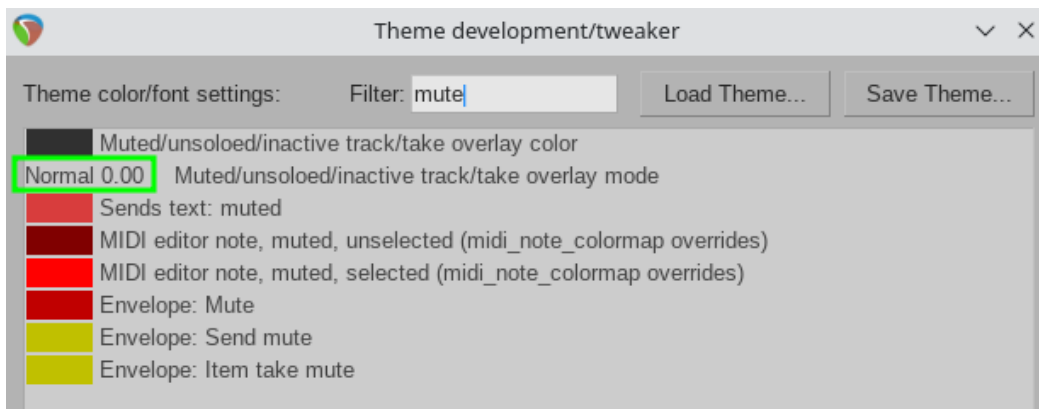 Theme development/tweaker
Theme color/font settings: Filter: mute Load Theme... Save Theme...
Muted/unsoloed/inactive track/take overlay color
Normal 0.00 Muted/unsoloed/inactive track/take overlay mode
Sends text: muted
MIDI editor note, muted, unselected (midi_note_colormap overrides)
MIDI editor note, muted, selected (midi_note_colormap overrides)
Envelope: Mute
Envelope: Send mute
Envelope: Item take mute